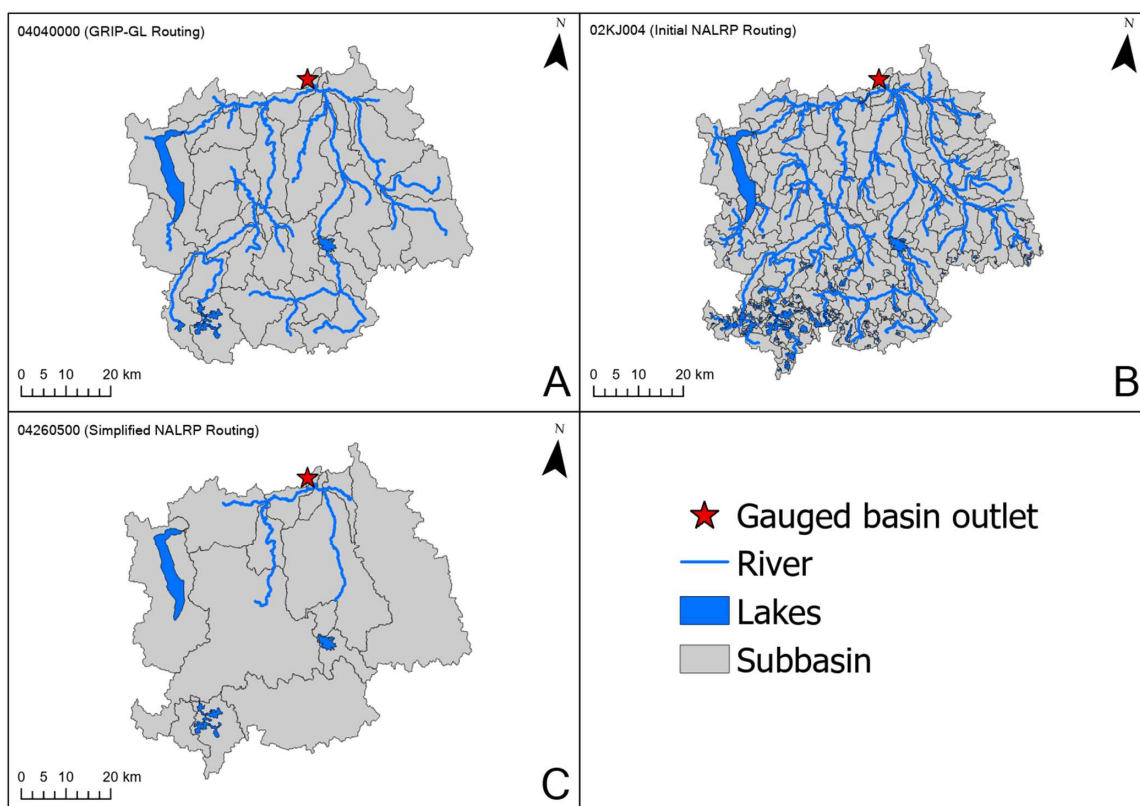 04040000 (GRIP-GL Routing)
N
0 5 10 20 km
A
02KJ004 (Initial NALRP Routing)
N
0 5 10 20 km
B
04260500 (Simplified NALRP Routing)
N
0 5 10 20 km
C
Gauged basin outlet
River
Lakes
Subbasin